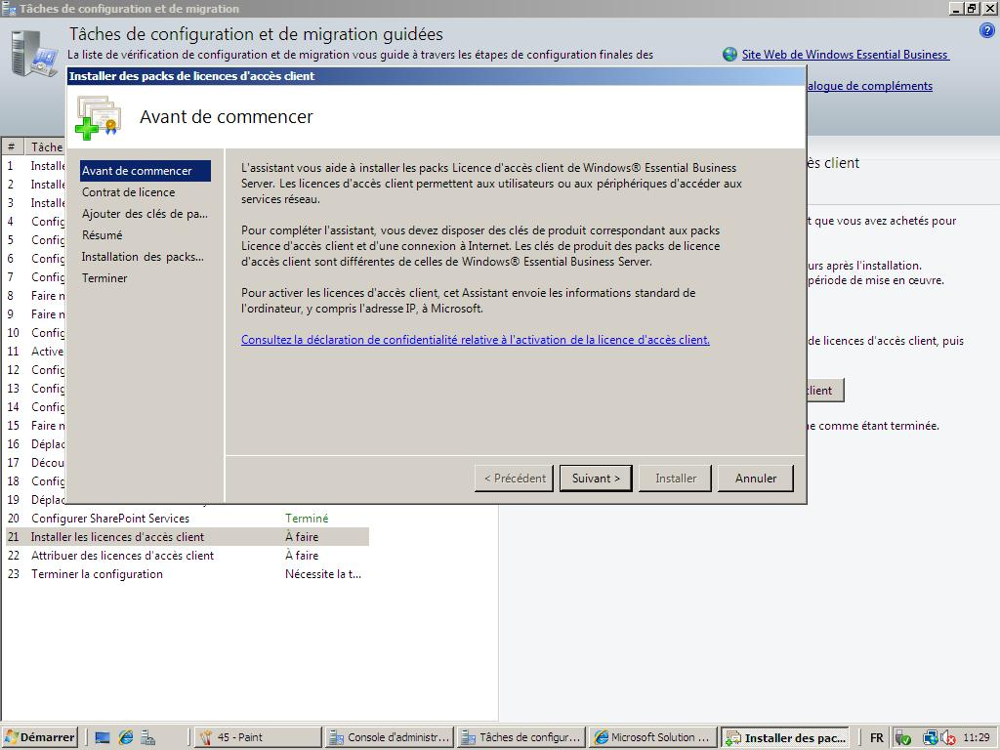 Tâches de configuration et de migration
Tâches de configuration et de migration guidées
La liste de vérification de configuration et de migration vous guide à travers les étapes de configuration finales des
Site Web de Windows Essential Business
alogue de compléments
Installer des packs de licences d'accès client
Avant de commencer
# Tâche
ès client
Avant de commencer
Contrat de licence
Ajouter des clés de pa...
Résumé
Installation des packs...
Terminer
L'assistant vous aide à installer les packs Licence d'accès client de Windows® Essential Business
Server. Les licences d'accès client permettent aux utilisateurs ou aux périphériques d'accéder aux
services réseau.
Pour compléter l'assistant, vous devez disposer des clés de produit correspondant aux packs
Licence d'accès client et d'une connexion à Internet. Les clés de produit des packs de licence
d'accès client sont différentes de celles de Windows® Essential Business Server.
Pour activer les licences d'accès client, cet Assistant envoie les informations standard de
l'ordinateur, y compris l'adresse IP, à Microsoft.
Consultez la déclaration de confidentialité relative à l'activation de la licence d'accès client.
< Précédent
Suivant >
Installer
Annuler
t que vous avez achetés pour
urs après l'installation.
période de mise en œuvre.
de licences d'accès client, puis
client
e comme étant terminée.
1 Installe
2 Installe
3 Installe
4 Config
5 Config
6 Config
7 Config
8 Faire n
9 Faire n
10 Config
11 Active
12 Config
13 Config
14 Config
15 Faire n
16 Déplac
17 Décou
18 Config
19 Déplac
20 Configurer SharePoint Services Terminé
21 Installer les licences d'accès client À faire
22 Attribuer des licences d'accès client À faire
23 Terminer la configuration Nécessite la t...
Démarrer
45 - Paint
Console d'administr...
Tâches de configur...
Microsoft Solution ...
Installer des pac...
FR
11:29